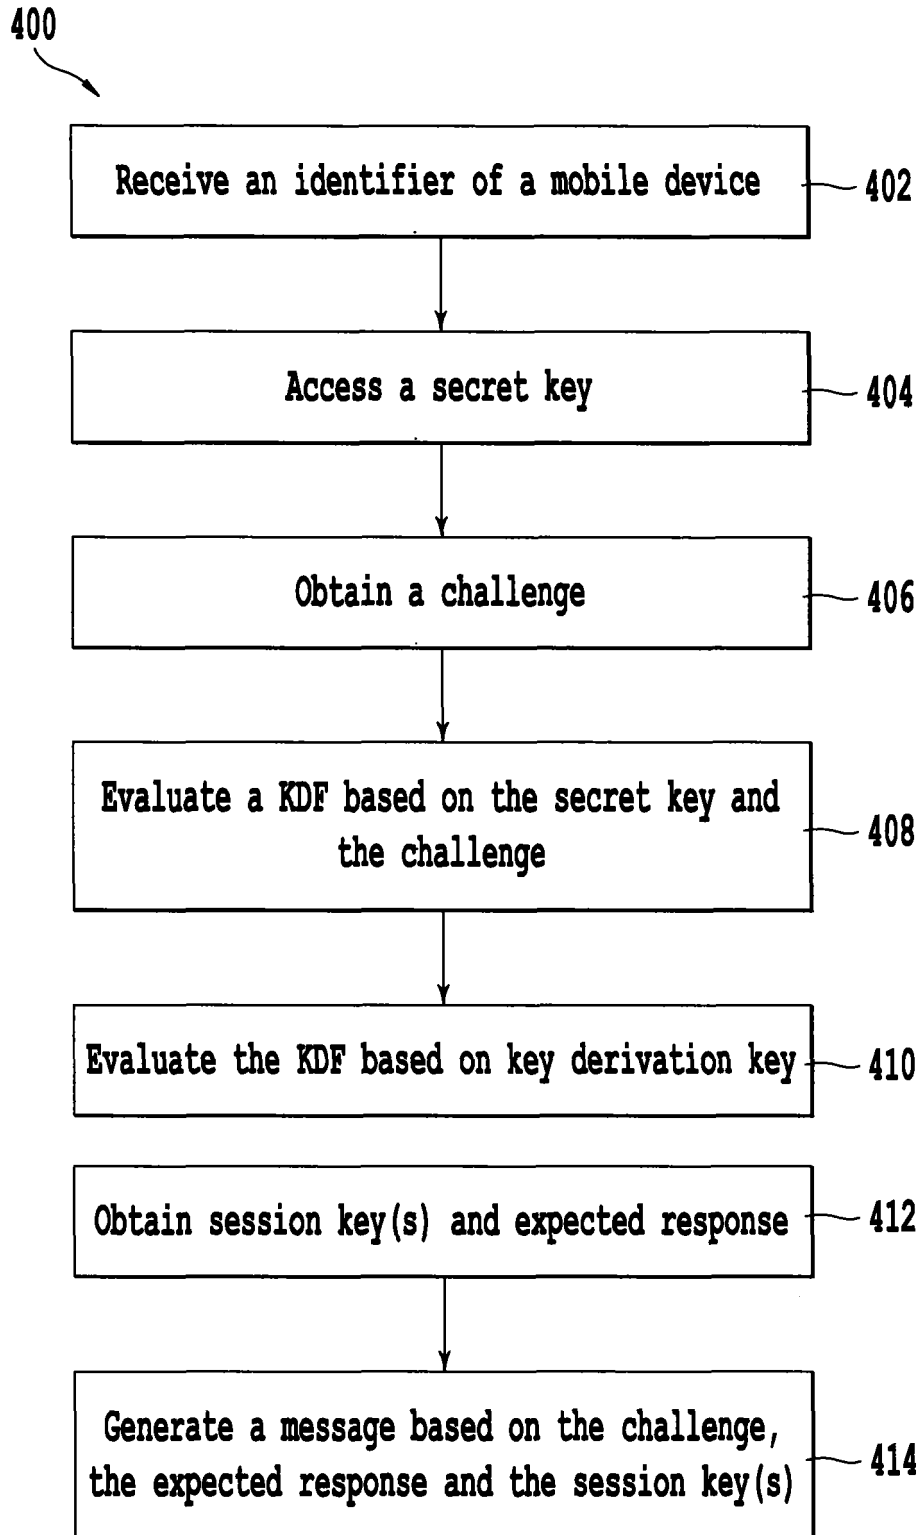 400
Receive an identifier of a mobile device
402
Access a secret key
404
Obtain a challenge
406
Evaluate a KDF based on the secret key and
the challenge
408
Evaluate the KDF based on key derivation key
410
Obtain session key(s) and expected response
412
Generate a message based on the challenge,
the expected response and the session key(s)
414